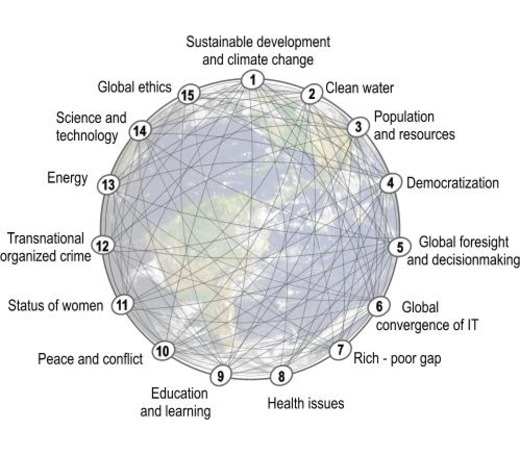 Sustainable development
and climate change
1
2
Clean water
3
Population
and resources
4
Democratization
5
Global foresight
and decisionmaking
6
Global
convergence of IT
7
Rich - poor gap
8
Health issues
9
Education
and learning
10
Peace and conflict
11
Status of women
12
Transnational
organized crime
13
Energy
14
Science and
technology
15
Global ethics